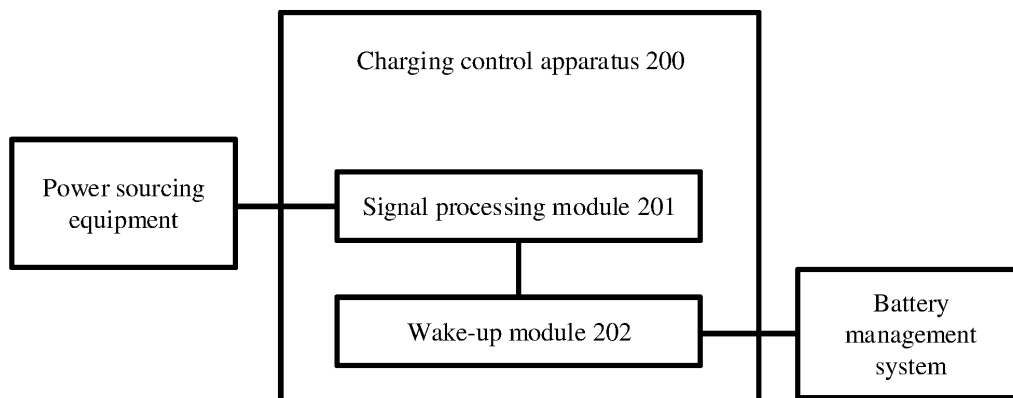 Charging control apparatus 200
Power sourcing
equipment
Signal processing module 201
Wake-up module 202
Battery
management
system